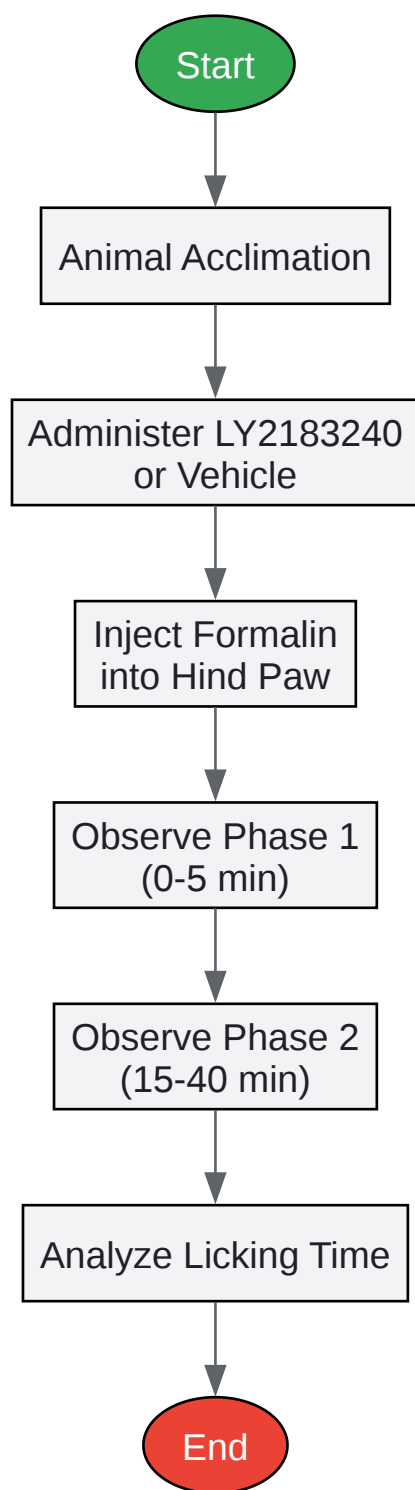 Start
Animal Acclimation
Administer LY2183240
or Vehicle
Inject Formalin
into Hind Paw
Observe Phase 1
(0-5 min)
Observe Phase 2
(15-40 min)
Analyze Licking Time
End